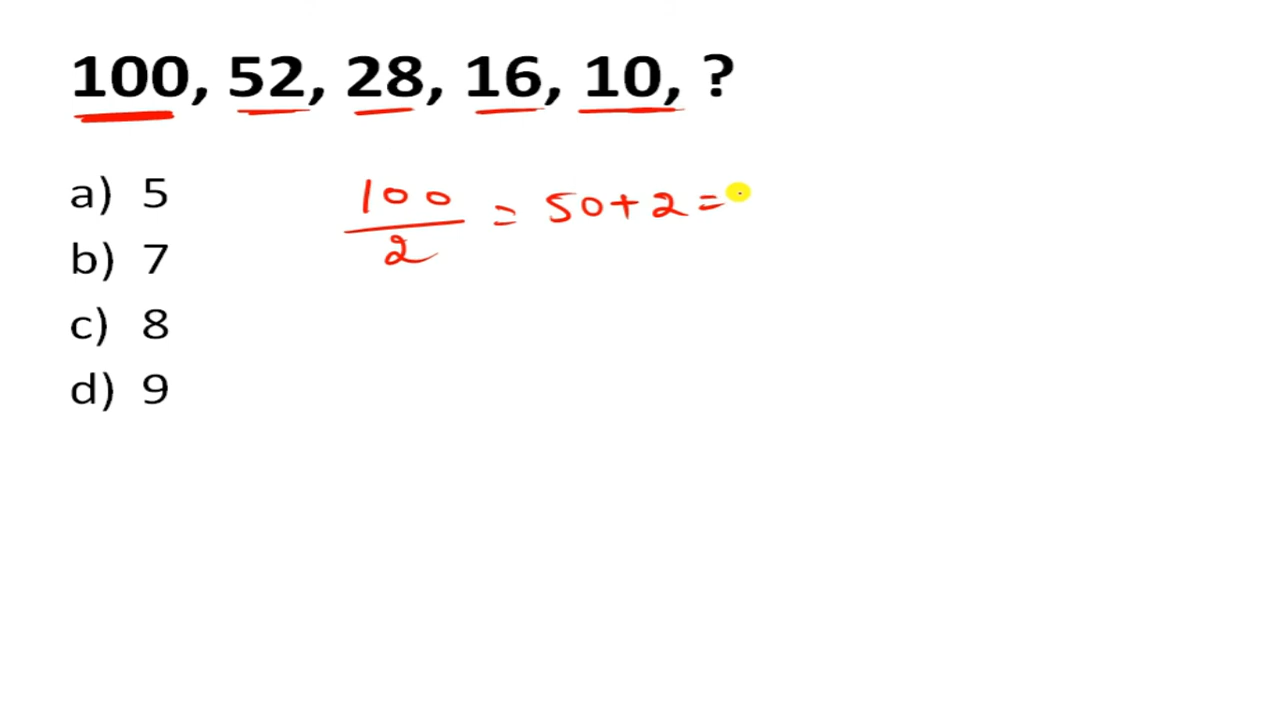 100, 52, 28, 16, 10, ?
a) 5
b) 7
c) 8
d) 9
100
2
= 50+2=